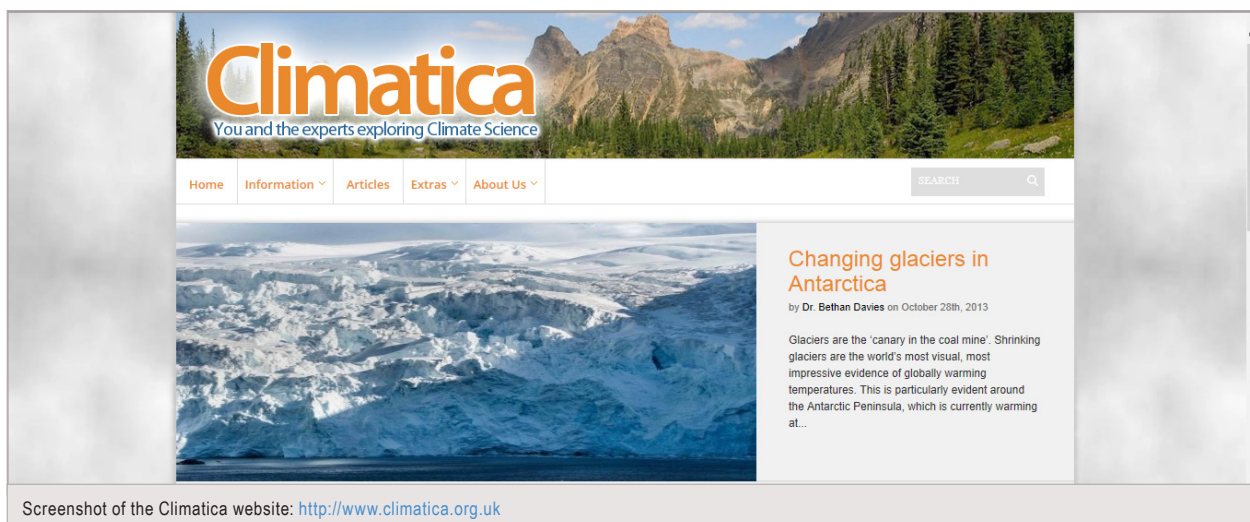 Climatica
You and the experts exploring Climate Science
Home Information Articles Extras About Us SEARCH
Changing glaciers in
Antarctica
by Dr. Bethan Davies on October 28th, 2013
Glaciers are the ‘canary in the coal mine’. Shrinking
glaciers are the world’s most visual, most
impressive evidence of globally warming
temperatures. This is particularly evident around
the Antarctic Peninsula, which is currently warming
at...
Screenshot of the Climatica website: http://www.climatica.org.uk